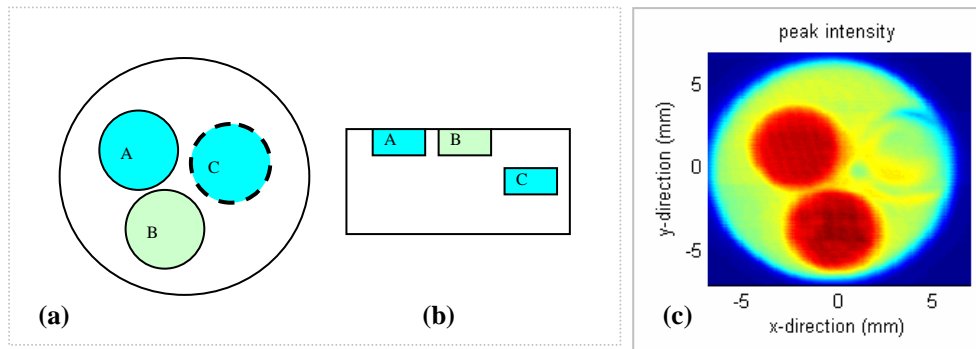 A
B
C
(a)
A
B
C
(b)
peak intensity
y-direction (mm)
5
0
-5
-5
0
5
x-direction (mm)
(c)